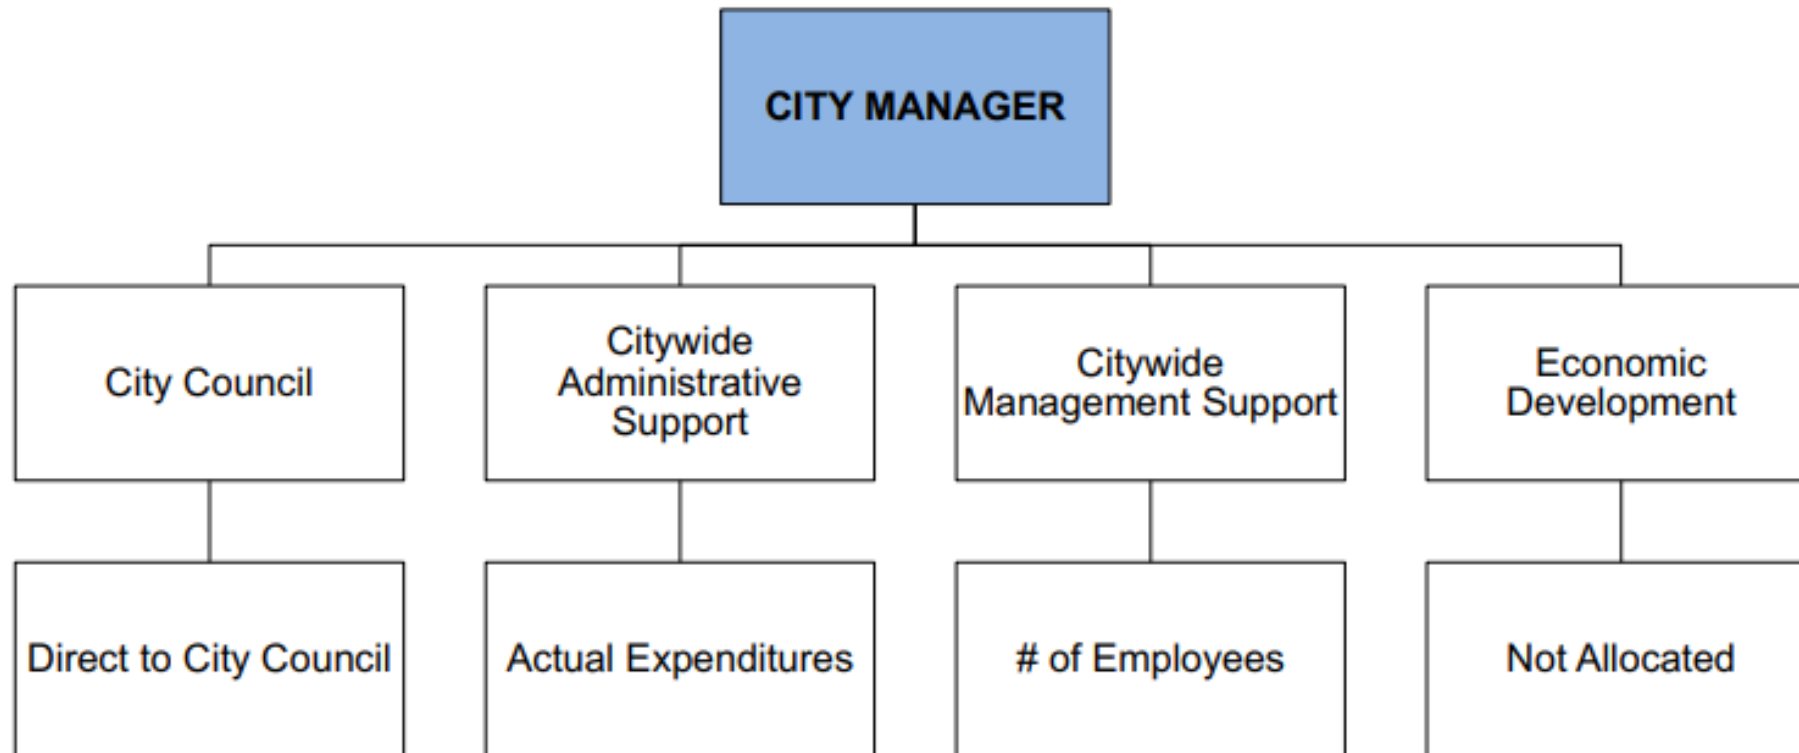 CITY MANAGER
City Council
Citywide
Administrative
Support
Citywide
Management Support
Economic
Development
Direct to City Council
Actual Expenditures
# of Employees
Not Allocated